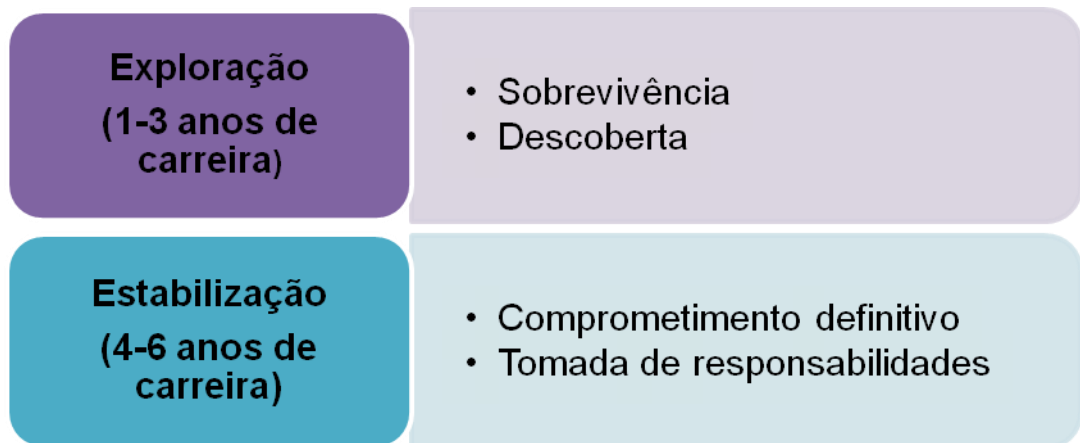 Exploração
(1-3 anos de
carreira)
• Sobrevivência
• Descoberta
Estabilização
(4-6 anos de
carreira)
• Comprometimento definitivo
• Tomada de responsabilidades